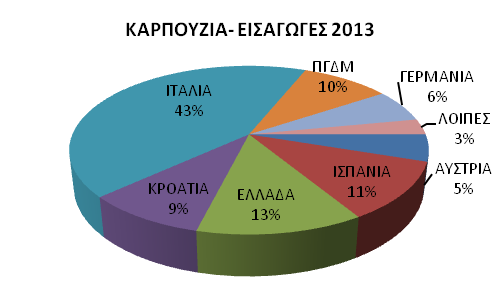 ΚΑΡΠΟΥΖΙΑ- ΕΙΣΑΓΩΓΕΣ 2013
ΠΓΔΜ
10%
ΓΕΡΜΑΝΙΑ
6%
ΙΤΑΛΙΑ
43%
ΛΟΙΠΕΣ
3%
ΑΥΣΤΡΙΑ
5%
ΙΣΠΑΝΙΑ
11%
ΚΡΟΑΤΙΑ
9%
ΕΛΛΑΔΑ
13%